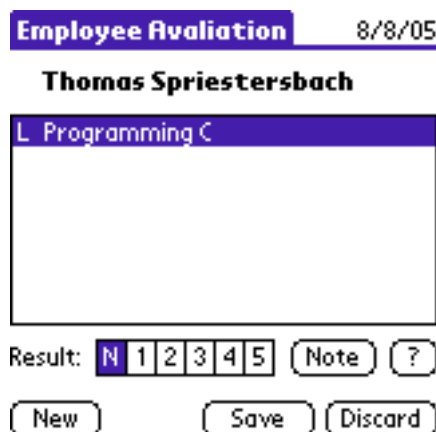 Employee Avaliation 8/8/05
Thomas Spriestersbach
L Programming C
Result: N 1 2 3 4 5 Note ?
New Save Discard